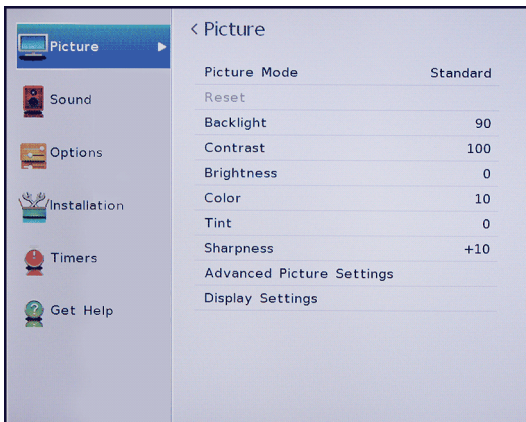 Picture
Sound
Options
Installation
Timers
Get Help
< Picture
Picture Mode Standard
Reset
Backlight 90
Contrast 100
Brightness 0
Color 10
Tint 0
Sharpness +10
Advanced Picture Settings
Display Settings